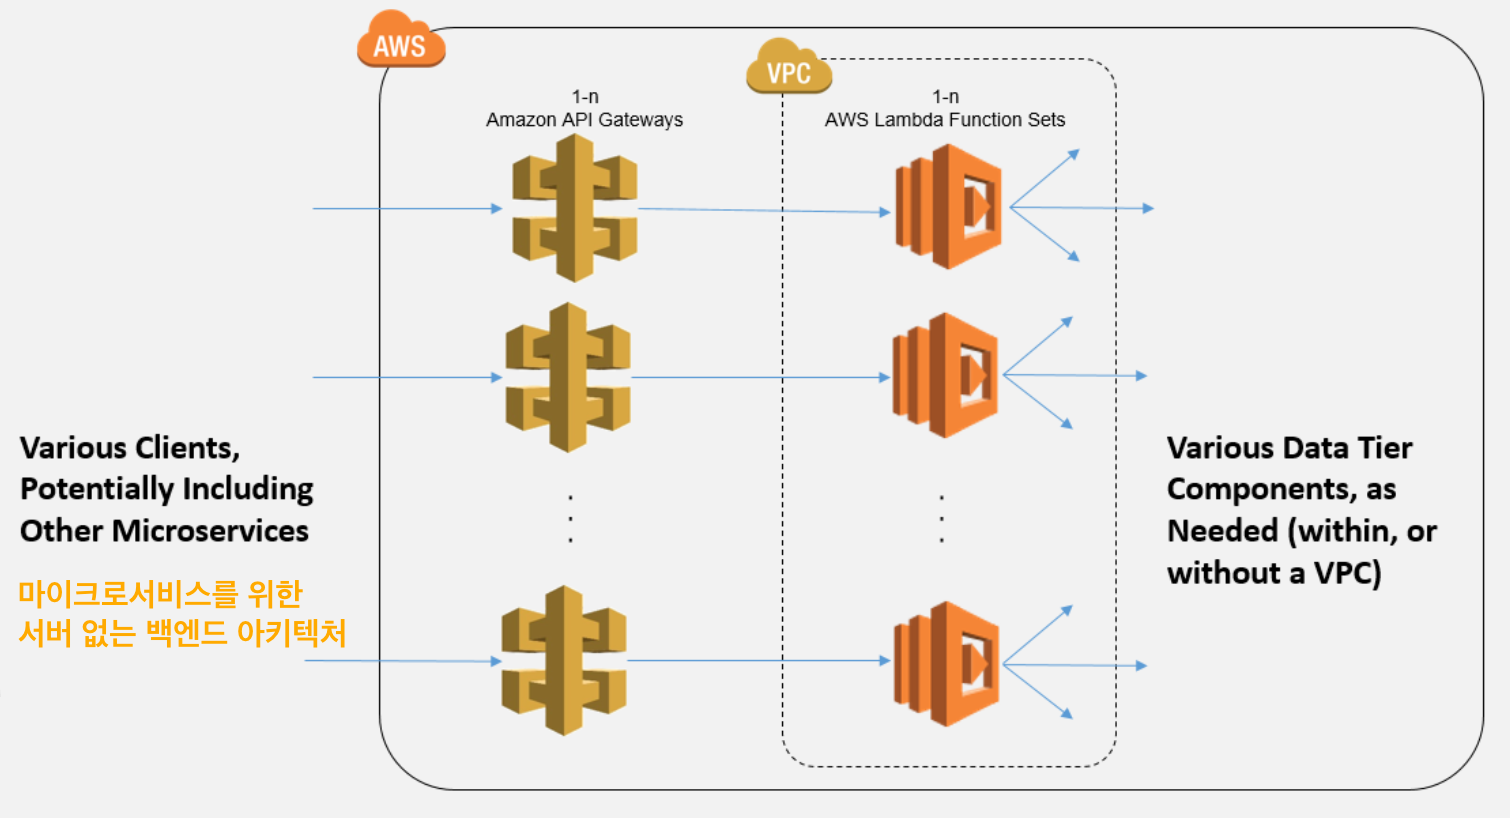 AWS
VPC
1-n
Amazon API Gateways
1-n
AWS Lambda Function Sets
Various Clients,
Potentially Including
Other Microservices
마이크로서비스를 위한
서버 없는 백엔드 아키텍처
Various Data Tier
Components, as
Needed (within, or
without a VPC)